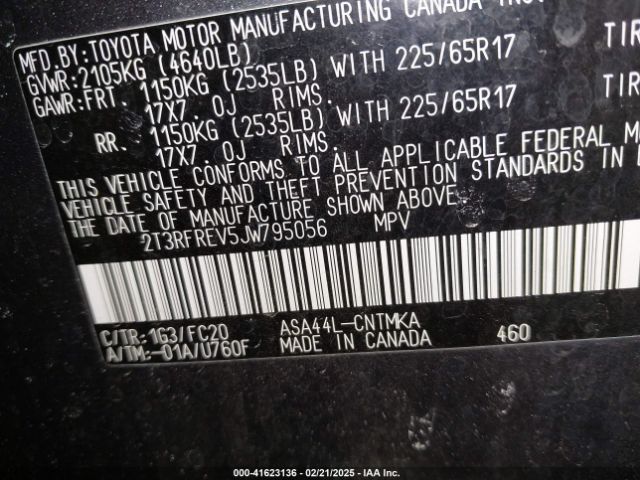 MFD.BY:TOYOTA MOTOR MANUFACTURING CANADA INC.
GVWR:2105KG (4640LB)
GAWR:FRT. 1150KG (2535LB) WITH 225/65R17 TIR
17X7.0J RIMS.
RR. 1150KG (2535LB) WITH 225/65R17 TIR
17X7.0J RIMS.
THIS VEHICLE CONFORMS TO ALL APPLICABLE FEDERAL M
VEHICLE SAFETY AND THEFT PREVENTION STANDARDS IN
THE DATE OF MANUFACTURE SHOWN ABOVE.
2T3RFREV5JW795056 MPV
C/TR:1G3/FC20 ASA44L-CNTMKA 460
A/TM:-01A/U760F MADE IN CANADA
000-41623136 - 02/21/2025 - IAA Inc.